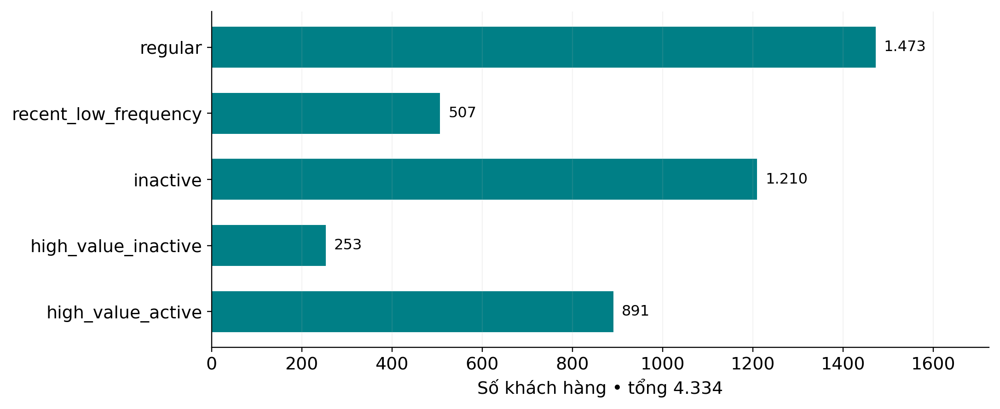 regular 1.473
recent_low_frequency 507
inactive 1.210
high_value_inactive 253
high_value_active 891
0 200 400 600 800 1000 1200 1400 1600
Số khách hàng • tổng 4.334